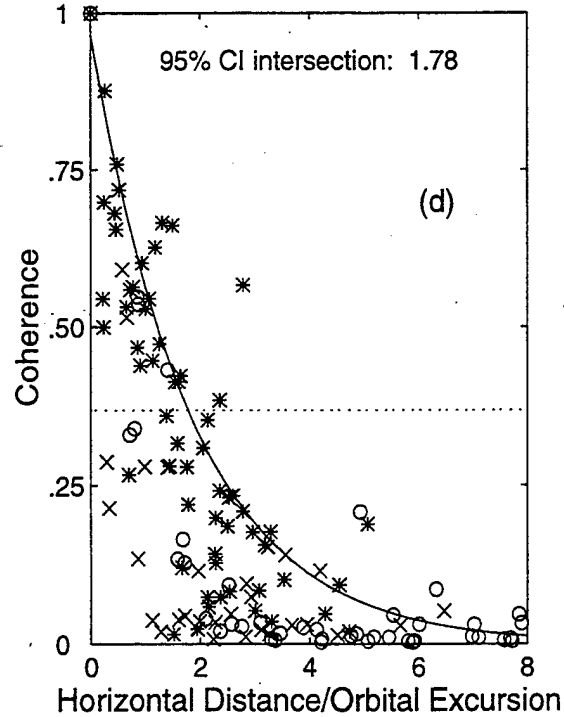 1
95% CI intersection: 1.78
.75
(d)
Coherence
.50
.25
0
0 2 4 6 8
Horizontal Distance/Orbital Excursion